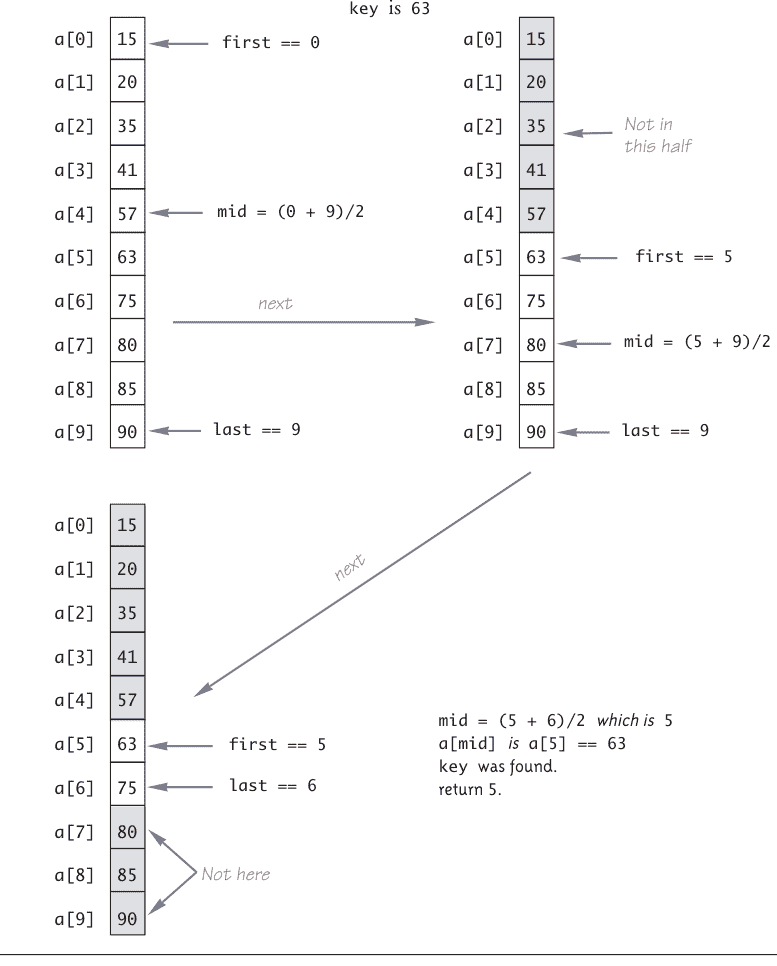 key is 63
a[0] 15 first == 0
a[1] 20
a[2] 35
a[3] 41
a[4] 57 mid = (0 + 9)/2
a[5] 63
a[6] 75
a[7] 80
a[8] 85
a[9] 90 last == 9
next
a[0] 15
a[1] 20
a[2] 35 Not in
this half
a[3] 41
a[4] 57
a[5] 63 first == 5
a[6] 75
a[7] 80 mid = (5 + 9)/2
a[8] 85
a[9] 90 last == 9
next
a[0] 15
a[1] 20
a[2] 35
a[3] 41
a[4] 57
a[5] 63 first == 5
a[6] 75 last == 6
a[7] 80
a[8] 85 Not here
a[9] 90
mid = (5 + 6)/2 which is 5
a[mid] is a[5] == 63
key was found.
return 5.